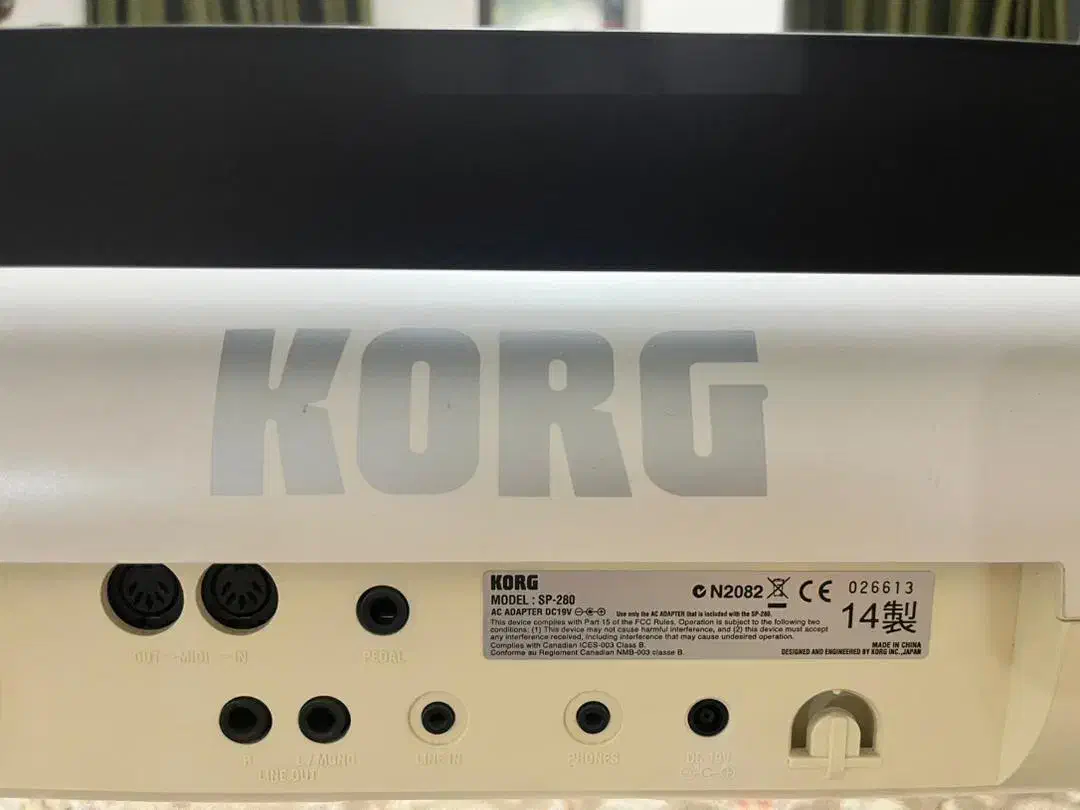 KORG
KORG
MODEL : SP-280
AC ADAPTER DC19V
Use only the AC ADAPTER that is included with the SP-280.
This device complies with Part 15 of the FCC Rules. Operation is subject to the following two
conditions: (1) This device may not cause harmful interference, and (2) this device must accept
any interference received, including interference that may cause undesired operation.
Complies with Canadian ICES-003 Class B.
Conforme au Reglement Canadien NMB-003 classe B.
N2082 CE 026613
14製
MADE IN CHINA
DESIGNED AND ENGINEERED BY KORG INC.,JAPAN
OUT - MIDI - IN
PEDAL
R L/MONO
LINE OUT
LINE IN
PHONES
DC 19V